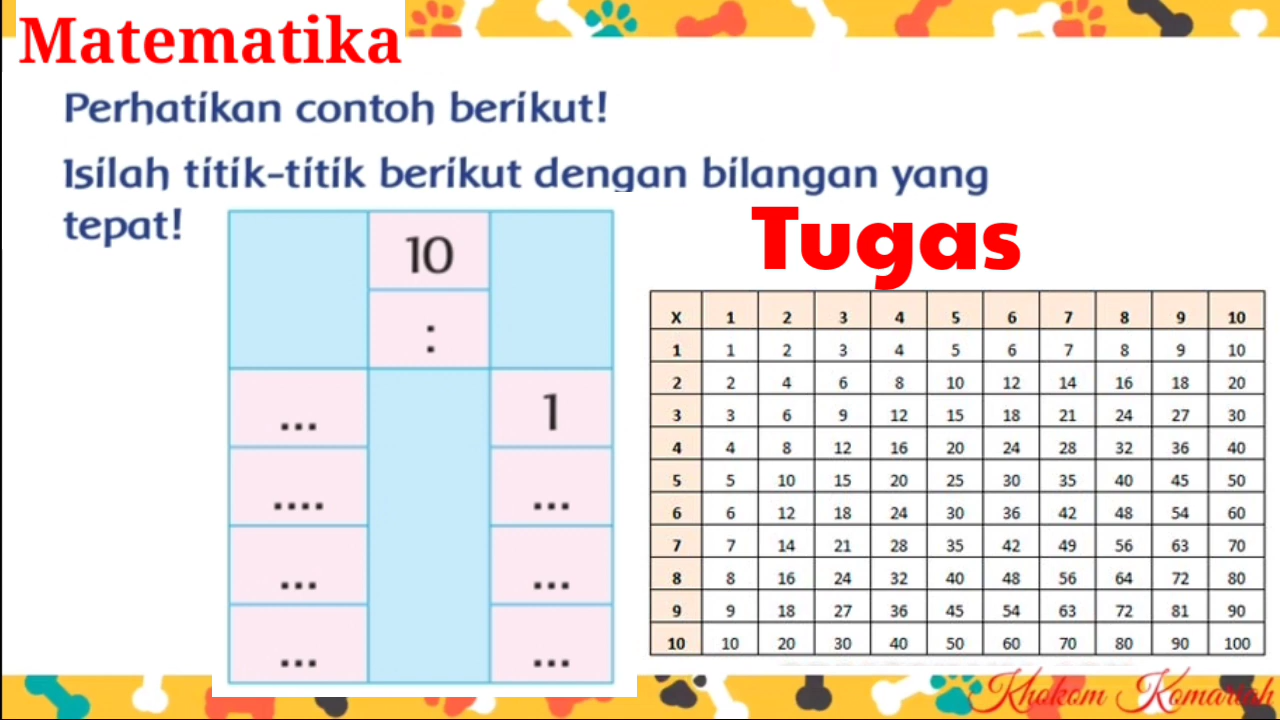 Matematika
Perhatikan contoh berikut!
Isilah titik-titik berikut dengan bilangan yang
tepat!
Tugas
10
:
... 1
.... ...
... ...
... ...
X 1 2 3 4 5 6 7 8 9 10
1 1 2 3 4 5 6 7 8 9 10
2 2 4 6 8 10 12 14 16 18 20
3 3 6 9 12 15 18 21 24 27 30
4 4 8 12 16 20 24 28 32 36 40
5 5 10 15 20 25 30 35 40 45 50
6 6 12 18 24 30 36 42 48 54 60
7 7 14 21 28 35 42 49 56 63 70
8 8 16 24 32 40 48 56 64 72 80
9 9 18 27 36 45 54 63 72 81 90
10 10 20 30 40 50 60 70 80 90 100
Khokom Komariah